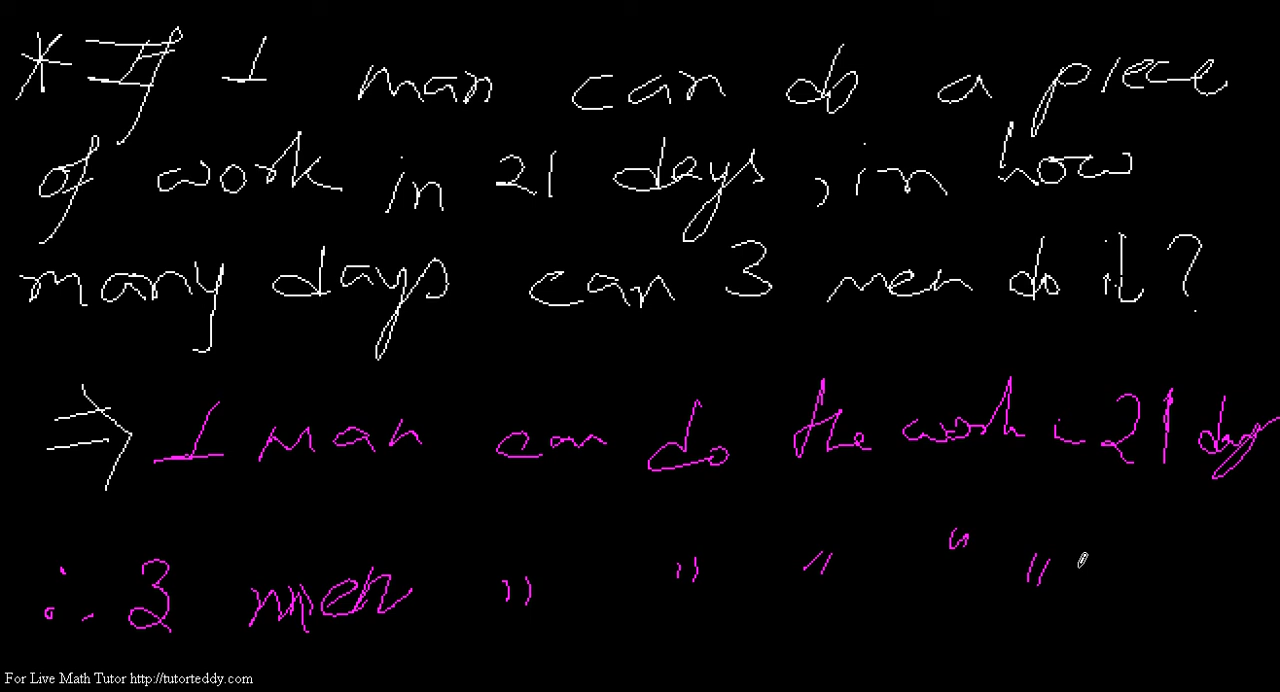 * If 1 man can do a piece
of work in 21 days, in how
many days can 3 men do it?
⇒ 1 man can do the work in 21 days
∴ 3 men " " " " "
For Live Math Tutor http://tutorteddy.com